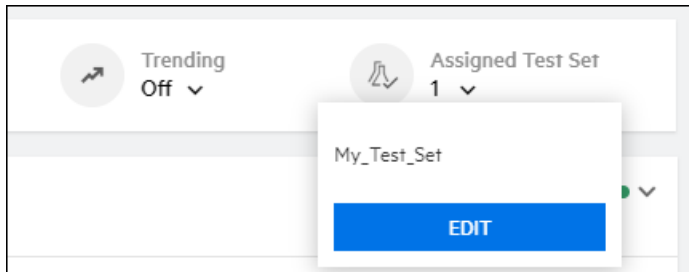 Trending
Off
Assigned Test Set
1
My_Test_Set
EDIT